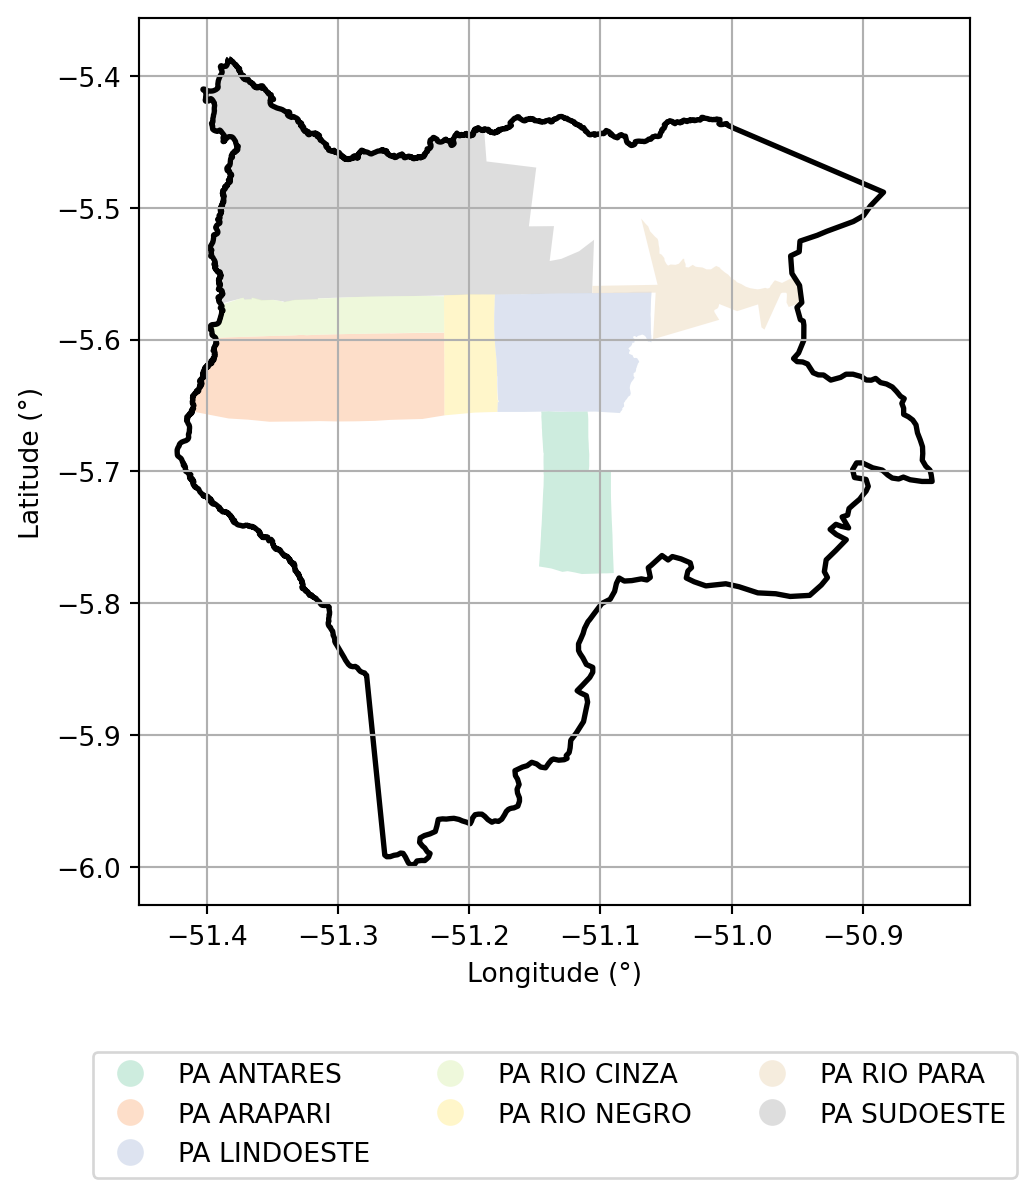 −5.4
−5.5
−5.6
−5.7
−5.8
−5.9
−6.0
Latitude (°)
−51.4 −51.3 −51.2 −51.1 −51.0 −50.9
Longitude (°)
PA ANTARES PA RIO CINZA PA RIO PARA
PA ARAPARI PA RIO NEGRO PA SUDOESTE
PA LINDOESTE